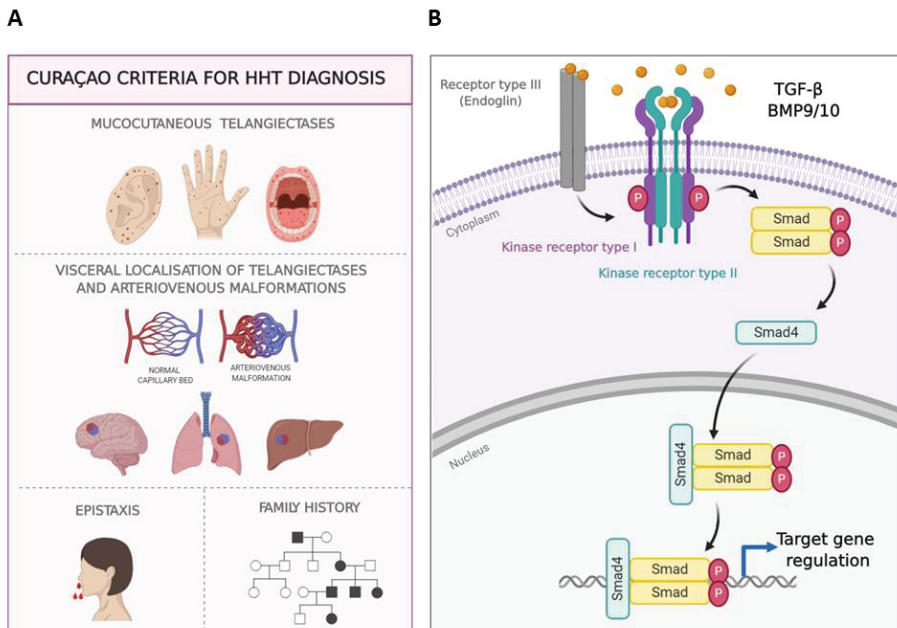 A
CURAÇAO CRITERIA FOR HHT DIAGNOSIS
MUCOCUTANEOUS TELANGIECTASES
VISCERAL LOCALISATION OF TELANGIECTASES
AND ARTERIOVENOUS MALFORMATIONS
NORMAL
CAPILLARY BED
ARTERIOVENOUS
MALFORMATION
EPISTAXIS
FAMILY HISTORY
B
Receptor type III
(Endoglin)
TGF-β
BMP9/10
P
P
Cytoplasm
Kinase receptor type I
Kinase receptor type II
Smad
P
Smad
P
Smad4
Nucleus
Smad4
Smad
P
Smad
P
Target gene
regulation
Smad4
Smad
P
Smad
P